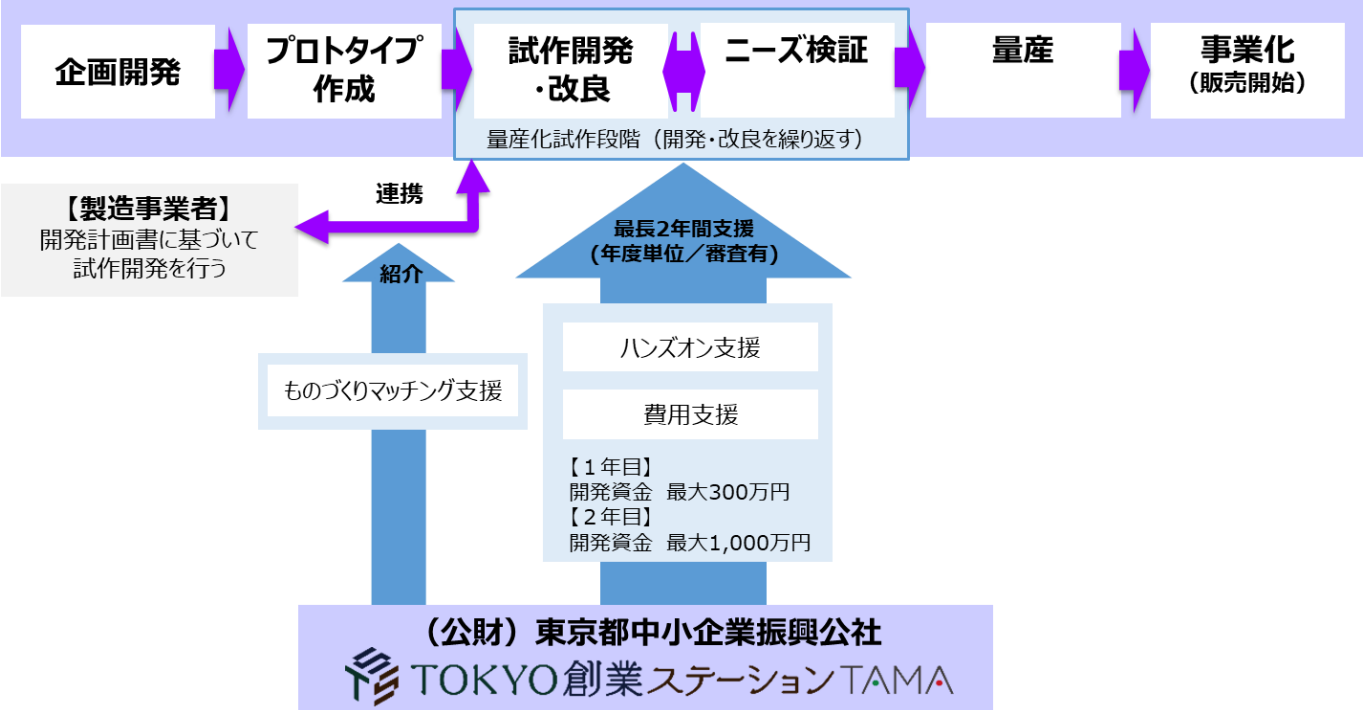 企画開発
プロトタイプ
作成
試作開発
・改良
ニーズ検証
量産
事業化
（販売開始）
量産化試作段階（開発・改良を繰り返す）
【製造事業者】
開発計画書に基づいて
試作開発を行う
連携
紹介
最長2年間支援
(年度単位／審査有)
ものづくりマッチング支援
ハンズオン支援
費用支援
【１年目】
開発資金 最大300万円
【２年目】
開発資金 最大1,000万円
（公財）東京都中小企業振興公社
TOKYO創業ステーションTAMA